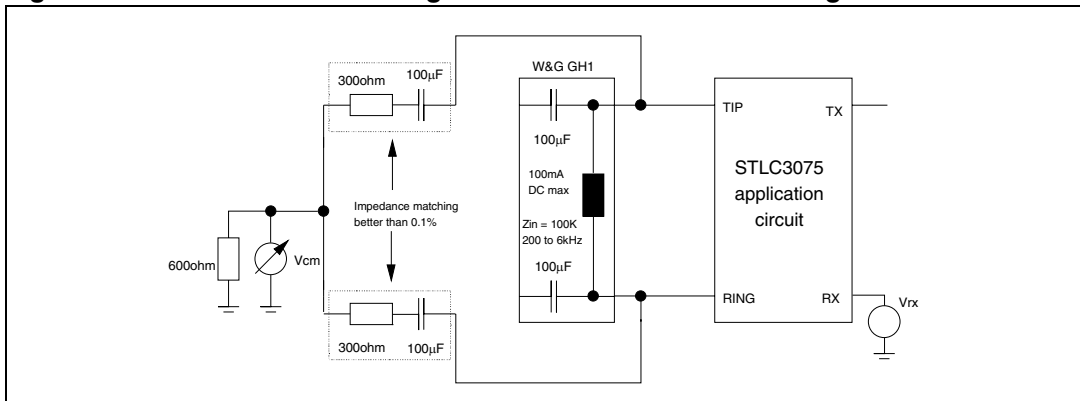 300ohm
100μF
W&G GH1
100μF
100mA
DC max
Zin = 100K
200 to 6kHz
100μF
TIP
TX
STLC3075
application
circuit
RING
RX
Vrx
Impedance matching
better than 0.1%
600ohm
Vcm
300ohm
100μF